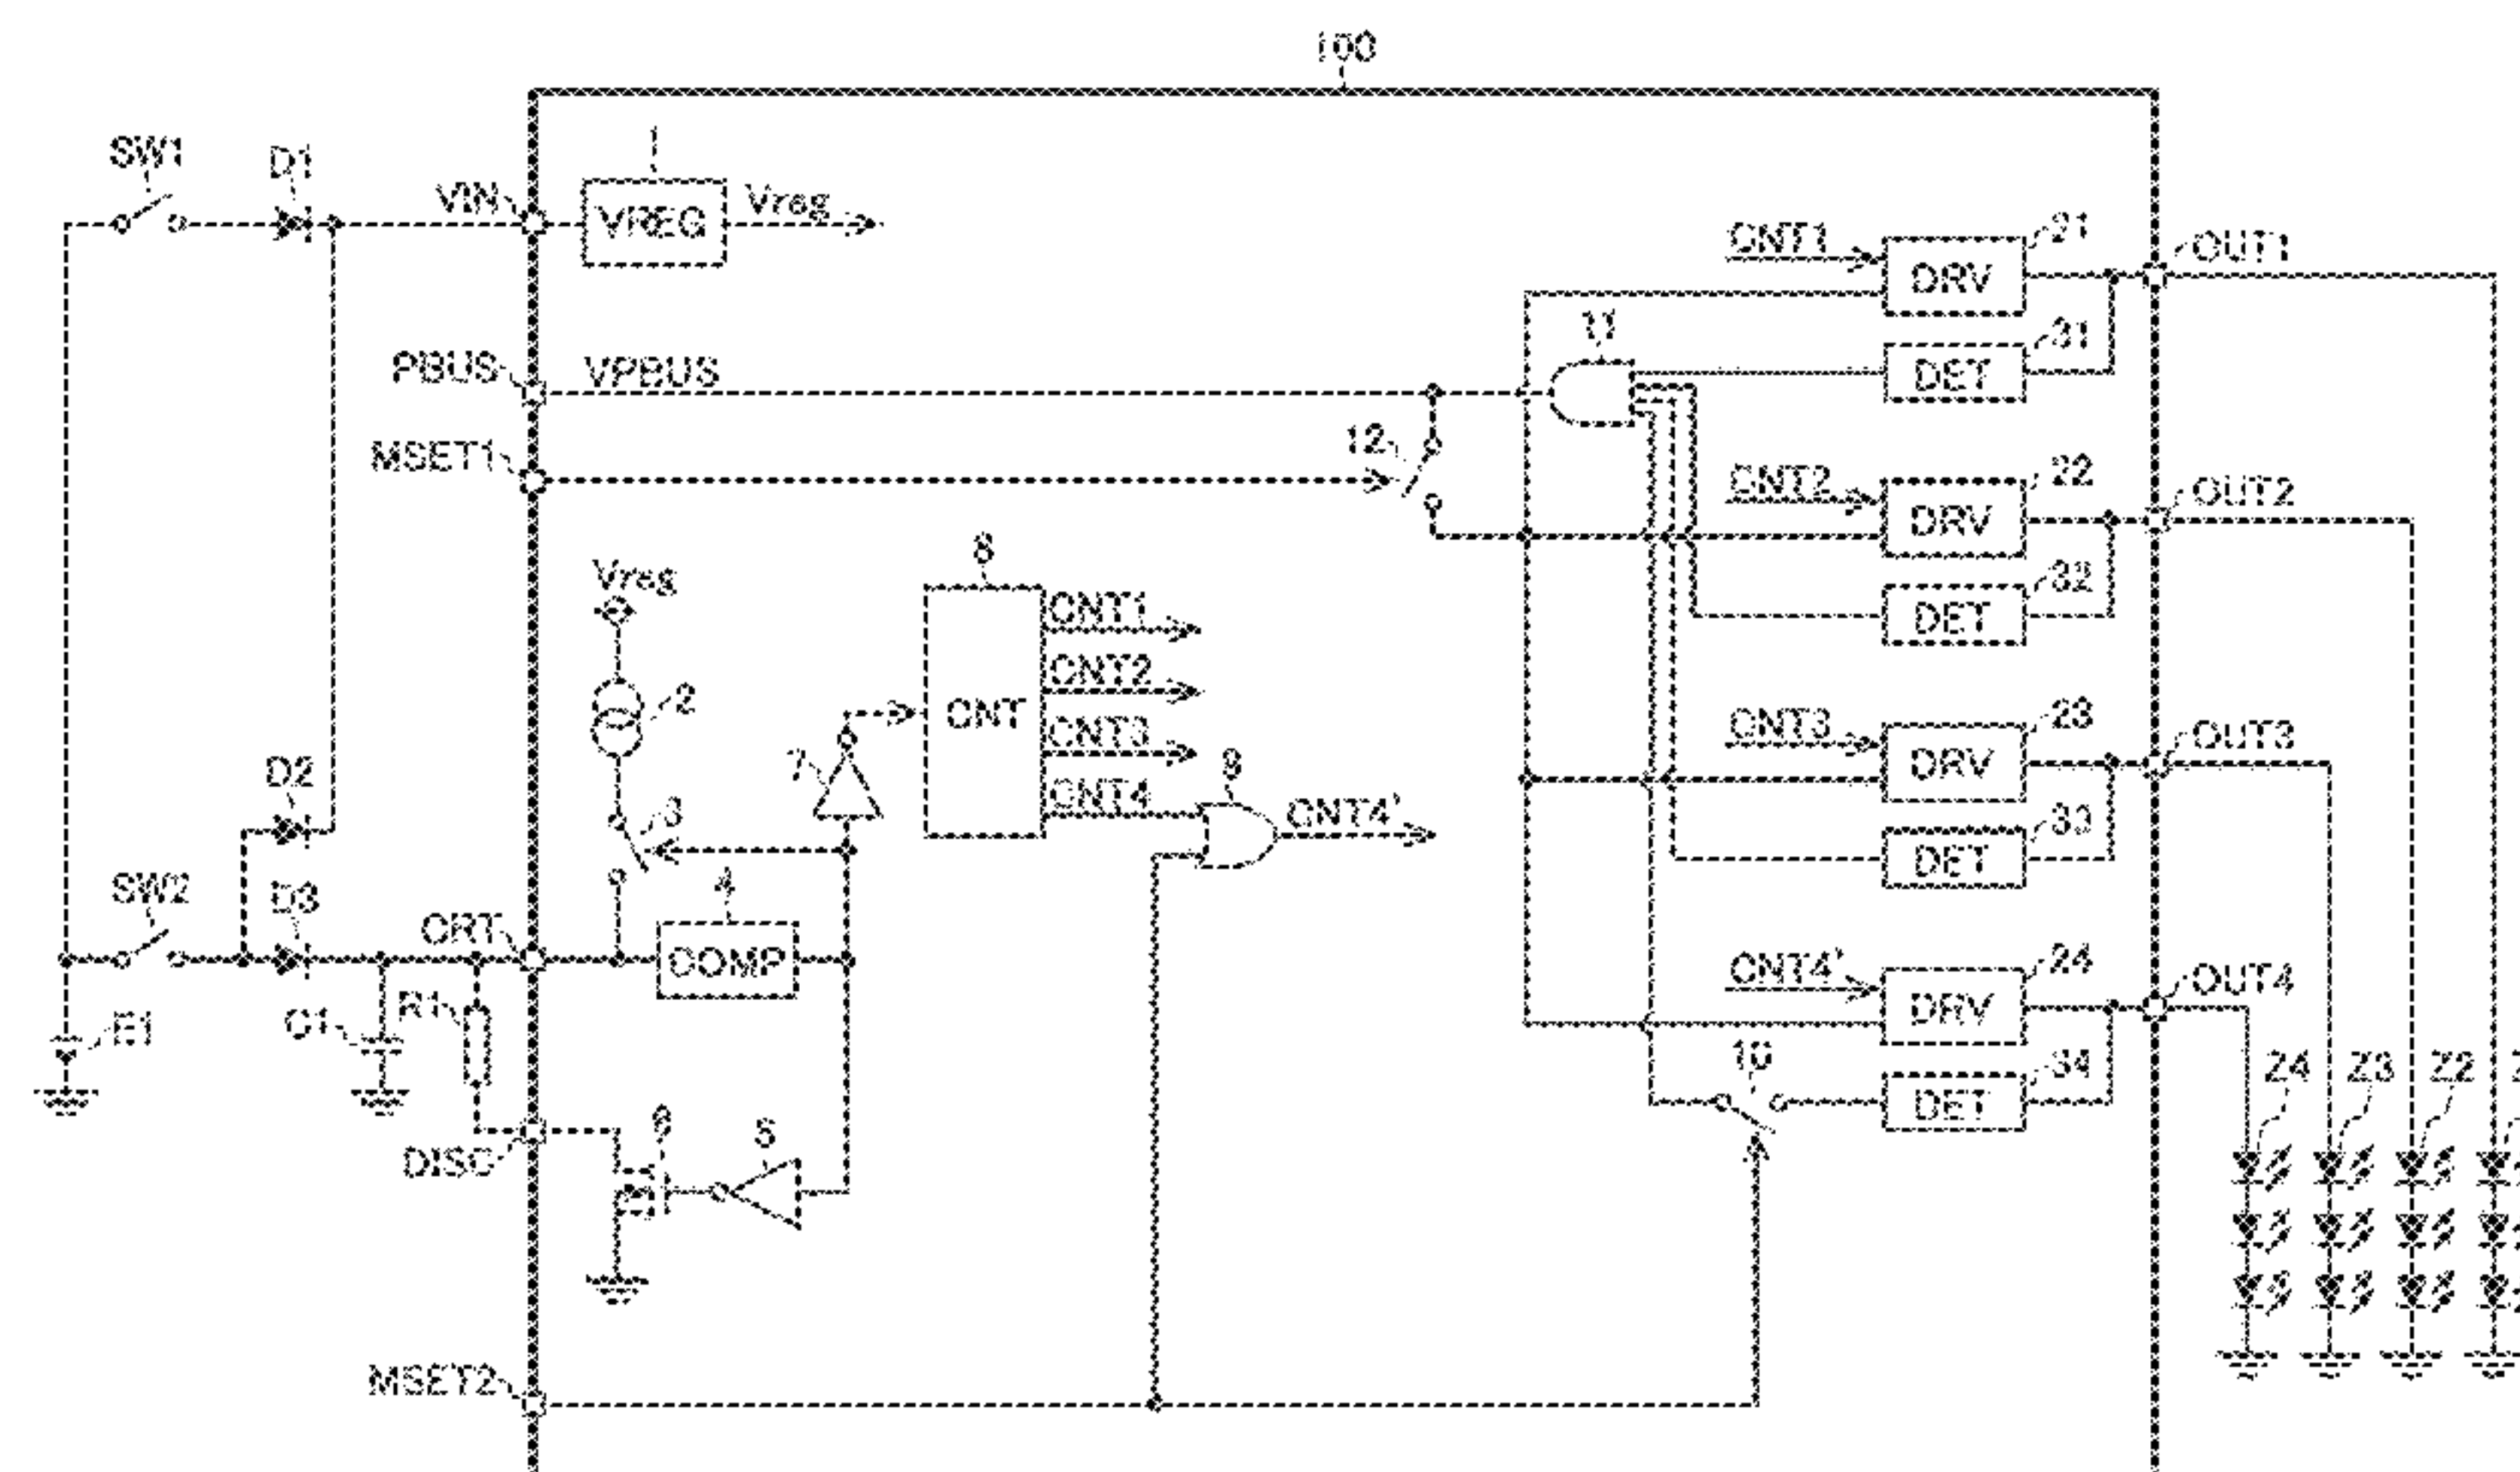 100
SW1
D1
VIN
1
VREG
Vreg
CNT1
21
DRV
OUT1
11
31
DET
PBUS
VPBUS
MSET1
12
CNT2
22
DRV
OUT2
8
Vreg
32
DET
CNT1
CNT2
CNT
2
CNT3
CNT4
7
9
CNT4'
CNT3
23
DRV
OUT3
D2
3
33
DET
SW2
D3
CRT
4
COMP
CNT4'
24
DRV
OUT4
E1
C1
R1
10
34
DET
Z4
Z3
Z2
DISC
6
5
MSET2